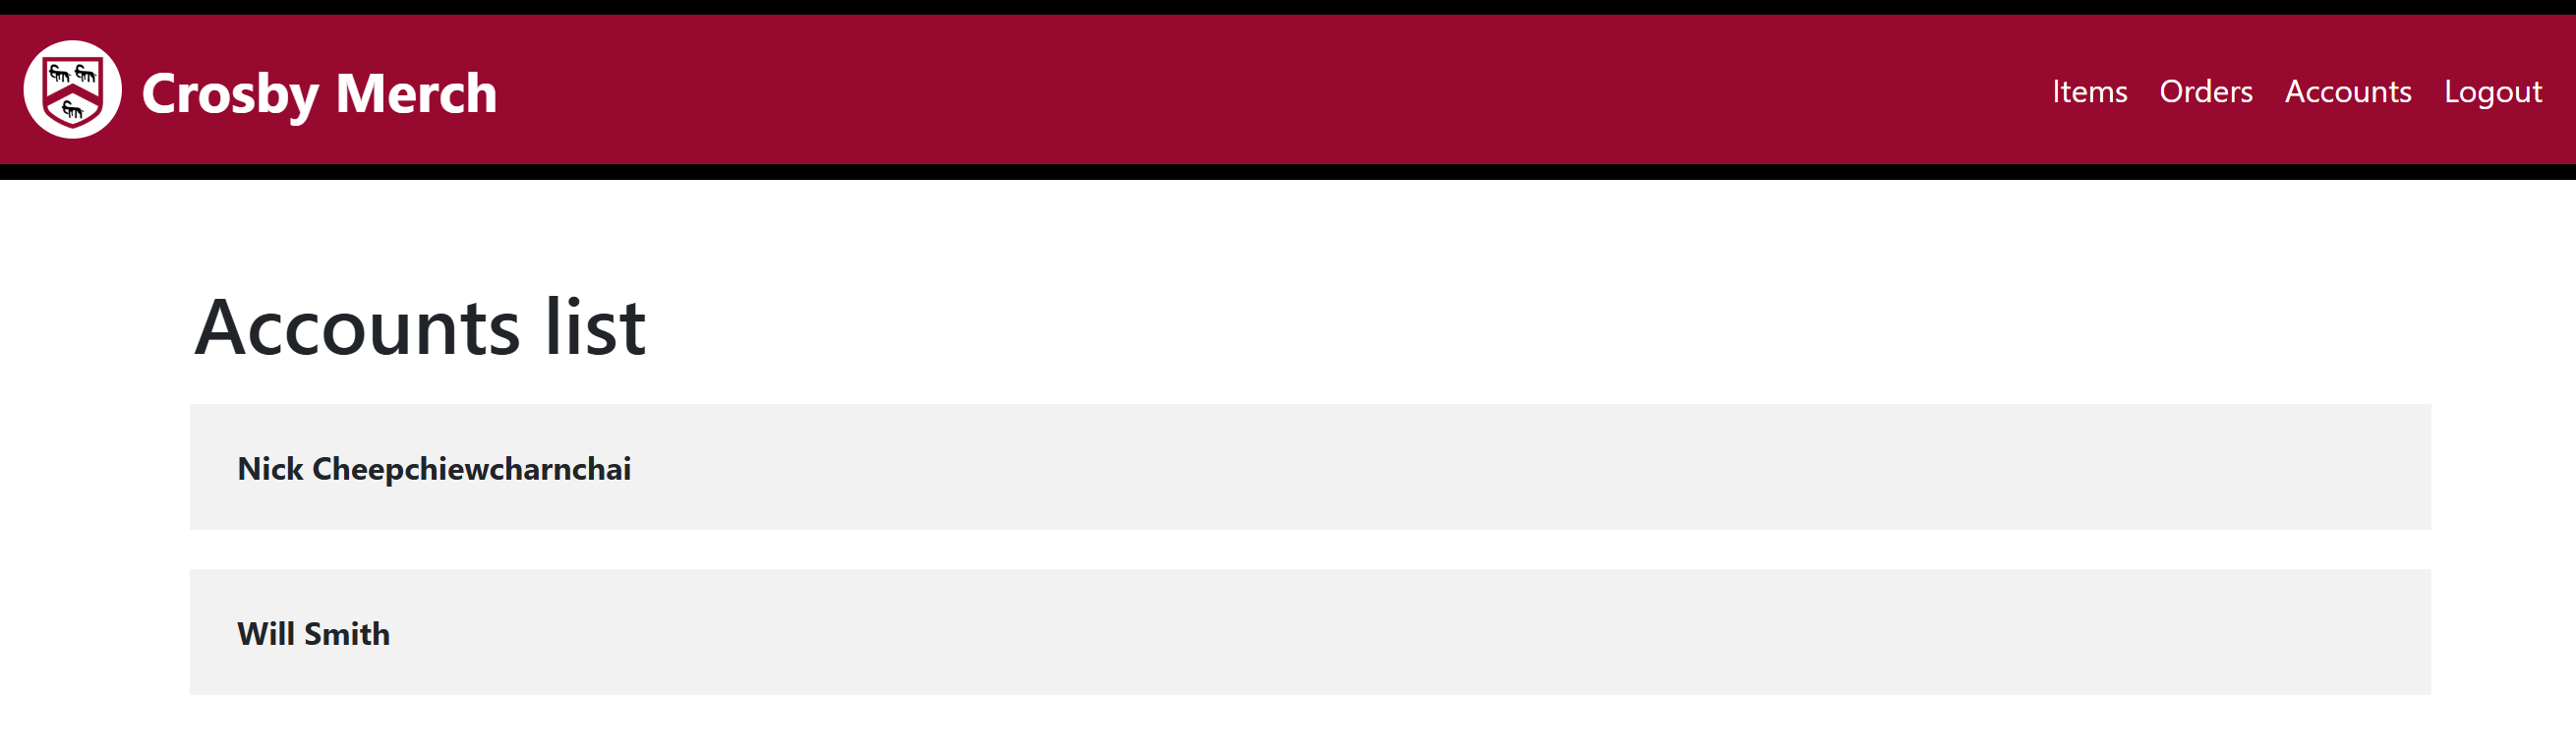 Crosby Merch
Items Orders Accounts Logout
Accounts list
Nick Cheepchiewcharnchai
Will Smith